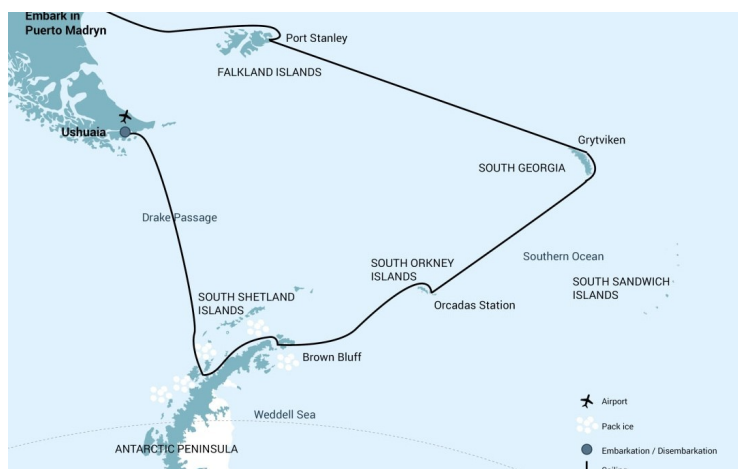 Embark in
Puerto Madryn
Port Stanley
FALKLAND ISLANDS
Ushuaia
Grytviken
SOUTH GEORGIA
Drake Passage
SOUTH ORKNEY
ISLANDS
Southern Ocean
SOUTH SANDWICH
ISLANDS
SOUTH SHETLAND
ISLANDS
Orcadas Station
Brown Bluff
Weddell Sea
ANTARCTIC PENINSULA
Airport
Pack ice
Embarkation / Disembarkation